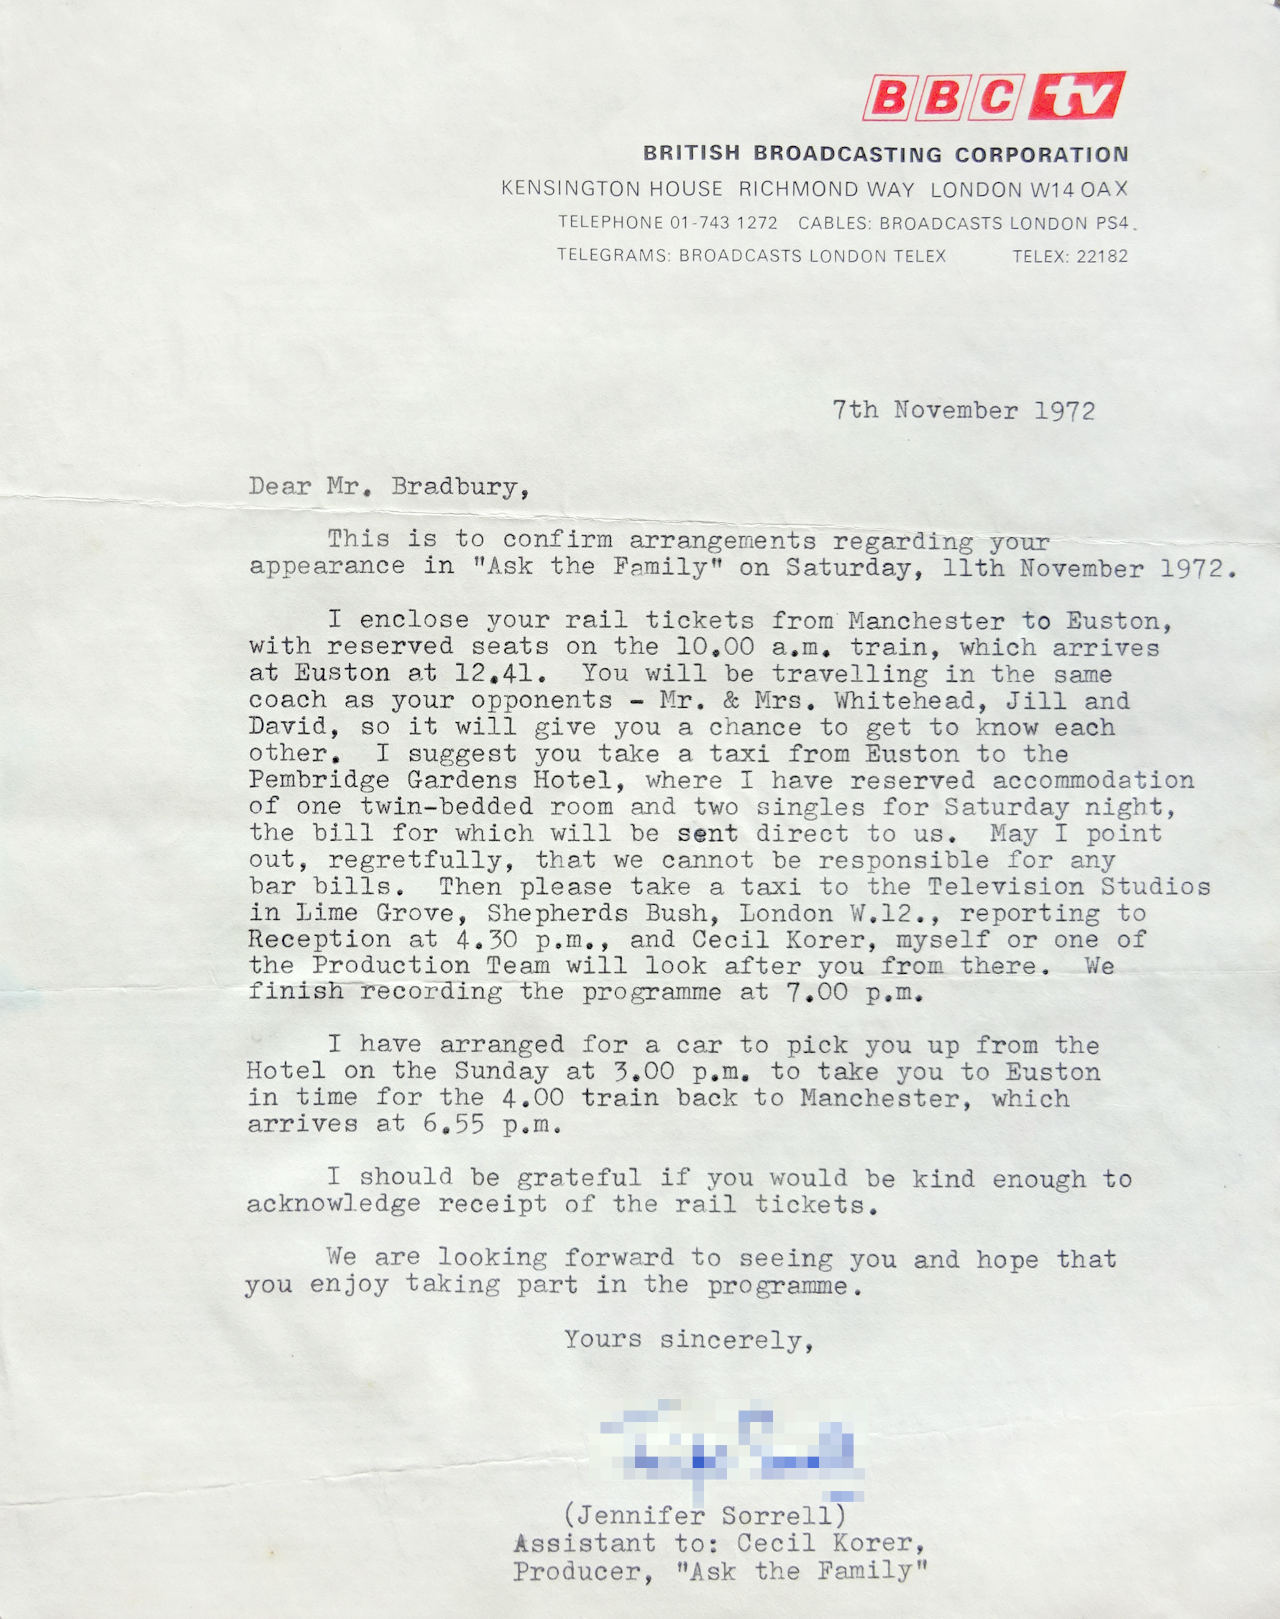 BBC tv
BRITISH BROADCASTING CORPORATION
KENSINGTON HOUSE RICHMOND WAY LONDON W14 0AX
TELEPHONE 01-743 1272 CABLES: BROADCASTS LONDON PS4.
TELEGRAMS: BROADCASTS LONDON TELEX TELEX: 22182
7th November 1972
Dear Mr. Bradbury,
This is to confirm arrangements regarding your
appearance in "Ask the Family" on Saturday, 11th November 1972.
I enclose your rail tickets from Manchester to Euston,
with reserved seats on the 10.00 a.m. train, which arrives
at Euston at 12.41. You will be travelling in the same
coach as your opponents - Mr. & Mrs. Whitehead, Jill and
David, so it will give you a chance to get to know each
other. I suggest you take a taxi from Euston to the
Pembridge Gardens Hotel, where I have reserved accommodation
of one twin-bedded room and two singles for Saturday night,
the bill for which will be sent direct to us. May I point
out, regretfully, that we cannot be responsible for any
bar bills. Then please take a taxi to the Television Studios
in Lime Grove, Shepherds Bush, London W.12., reporting to
Reception at 4.30 p.m., and Cecil Korer, myself or one of
the Production Team will look after you from there. We
finish recording the programme at 7.00 p.m.
I have arranged for a car to pick you up from the
Hotel on the Sunday at 3.00 p.m. to take you to Euston
in time for the 4.00 train back to Manchester, which
arrives at 6.55 p.m.
I should be grateful if you would be kind enough to
acknowledge receipt of the rail tickets.
We are looking forward to seeing you and hope that
you enjoy taking part in the programme.
Yours sincerely,
(Jennifer Sorrell)
Assistant to: Cecil Korer,
Producer, "Ask the Family"